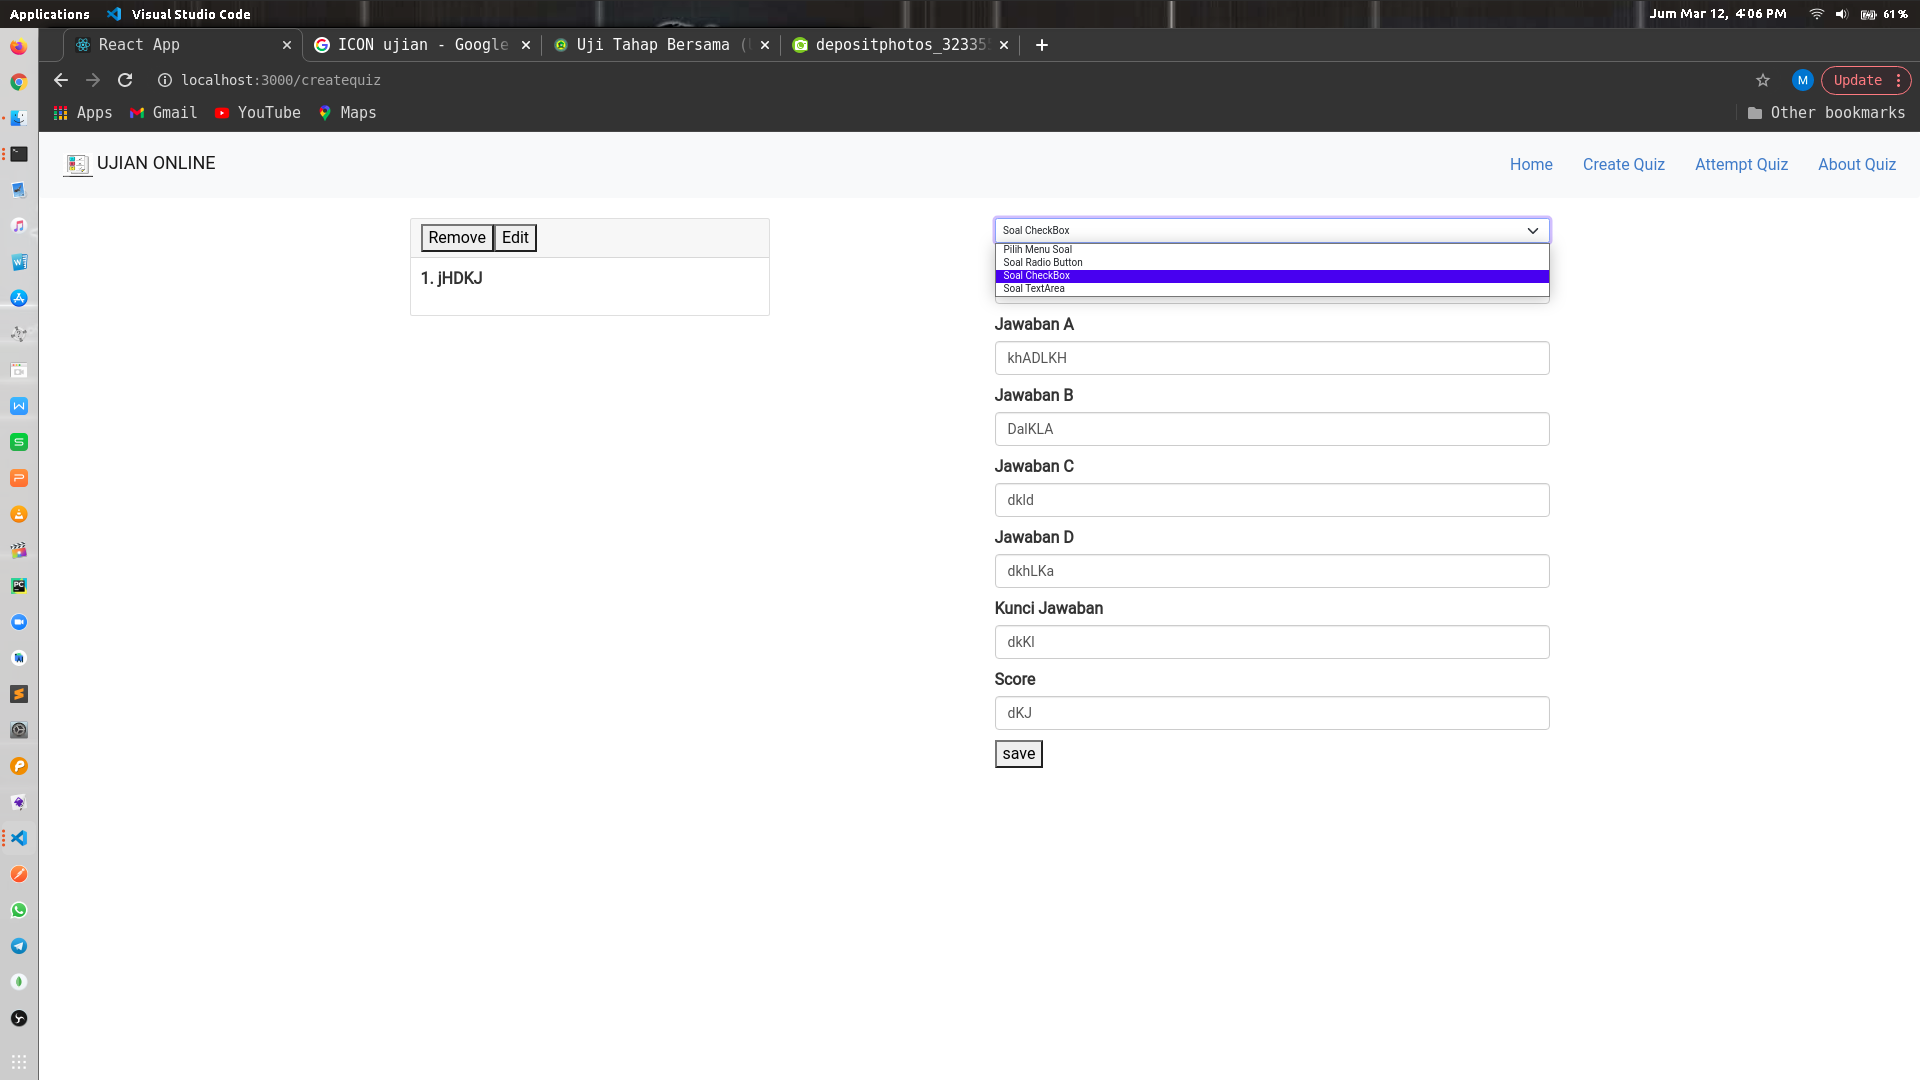 Applications Visual Studio Code Jum Mar 12, 4:06 PM 61%
React App ICON ujian - Google Uji Tahap Bersama ( depositphotos_32335
localhost:3000/createquiz M Update
Apps Gmail YouTube Maps Other bookmarks
UJIAN ONLINE Home Create Quiz Attempt Quiz About Quiz
Remove Edit
1. jHDKJ
Soal CheckBox
Pilih Menu Soal
Soal Radio Button
Soal CheckBox
Soal TextArea
Jawaban A
khADLKH
Jawaban B
DalKLA
Jawaban C
dkld
Jawaban D
dkhLKa
Kunci Jawaban
dkKl
Score
dKJ
save